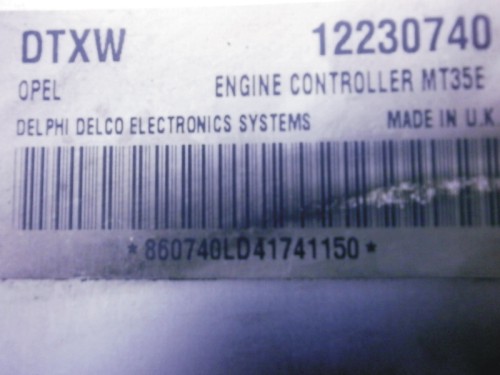 DTXW 12230740
OPEL ENGINE CONTROLLER MT35E
DELPHI DELCO ELECTRONICS SYSTEMS MADE IN U.K
*860740LD41741150*